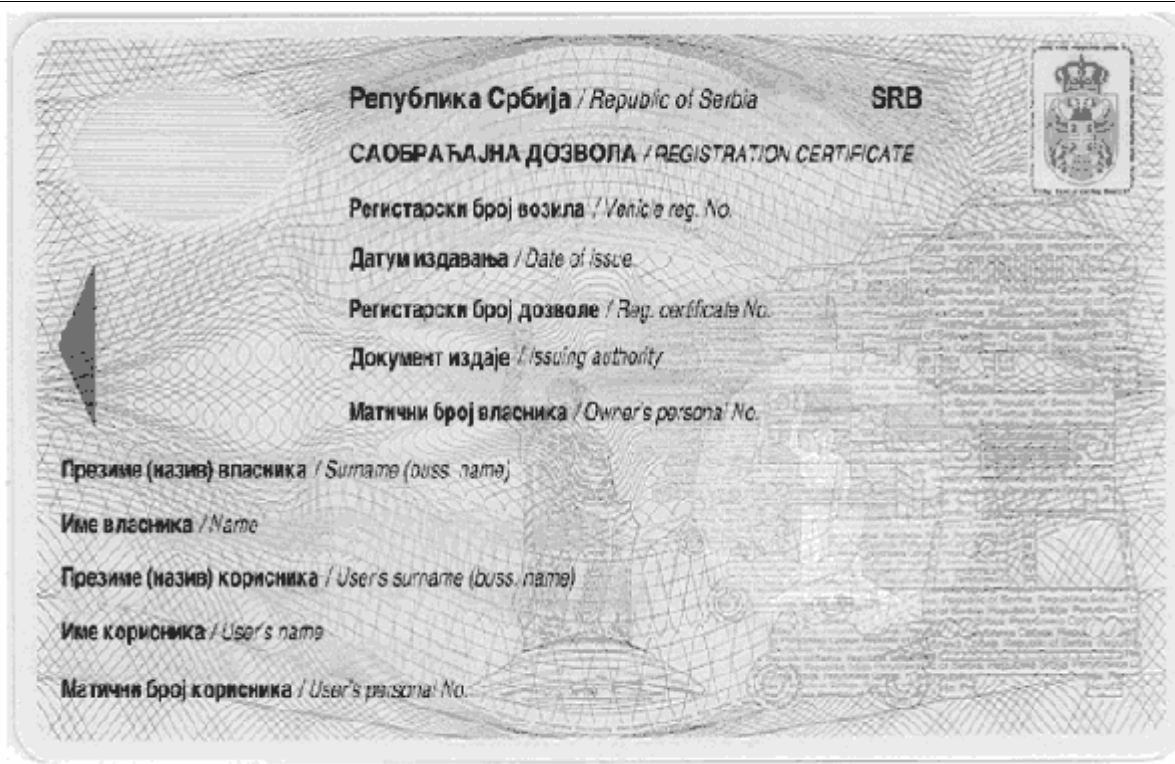 Република Србија / Republic of Serbia SRB
САОБРАЋАЈНА ДОЗВОЛА / REGISTRATION CERTIFICATE
Регистарски број возила / Vehicle reg. No.
Датум издавања / Date of issue
Регистарски број дозволе / Reg. certificate No.
Документ издаје / Issuing authority
Матични број власника / Owner's personal No.
Презиме (назив) власника / Surname (buss. name)
Име власника / Name
Презиме (назив) корисника / User's surname (buss. name)
Име корисника / User's name
Матични број корисника / User's personal No.